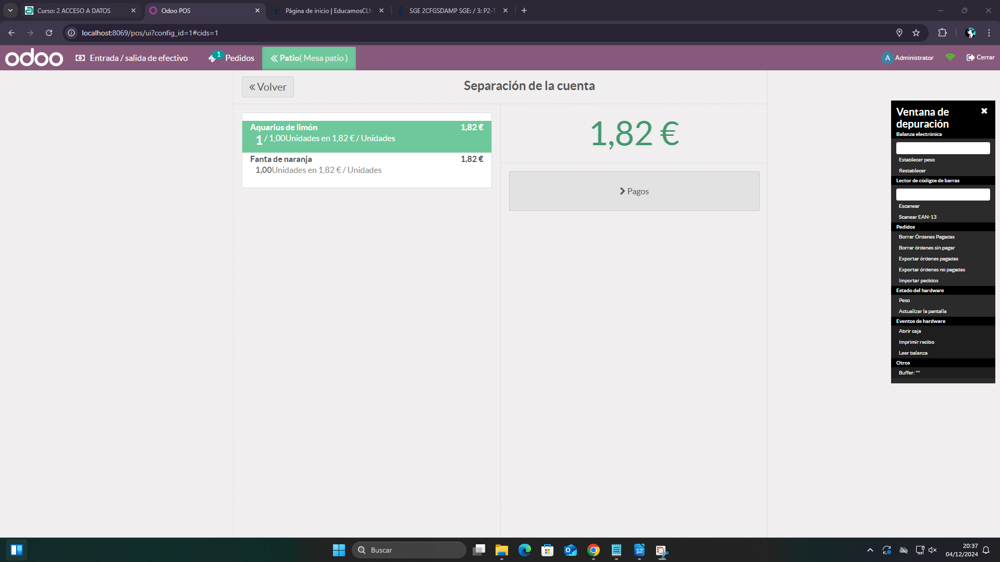 Curso: 2 ACCESO A DATOS
Odoo POS
Página de inicio | EducamosCLM
SGE 2CFGSDAMP SGE: / 3: P2-T
localhost:8069/pos/ui?config_id=1#cids=1
odoo
Entrada / salida de efectivo
1
Pedidos
Patio( Mesa patio )
A
Administrator
Cerrar
Volver
Separación de la cuenta
Aquarius de limón 1,82 €
1 / 1,00Unidades en 1,82 € / Unidades
Fanta de naranja 1,82 €
1,00Unidades en 1,82 € / Unidades
1,82 €
Pagos
Ventana de
depuración
Balanza electrónica
Establecer peso
Restablecer
Lector de códigos de barras
Escanear
Scanear EAN-13
Pedidos
Borrar Órdenes Pagadas
Borrar órdenes sin pagar
Exportar órdenes pagadas
Exportar órdenes no pagadas
Importar pedidos
Estado del hardware
Peso
Actualizar la pantalla
Eventos de hardware
Abrir caja
Imprimir recibo
Leer balanza
Otros
Buffer: ""
Buscar
20:37
04/12/2024